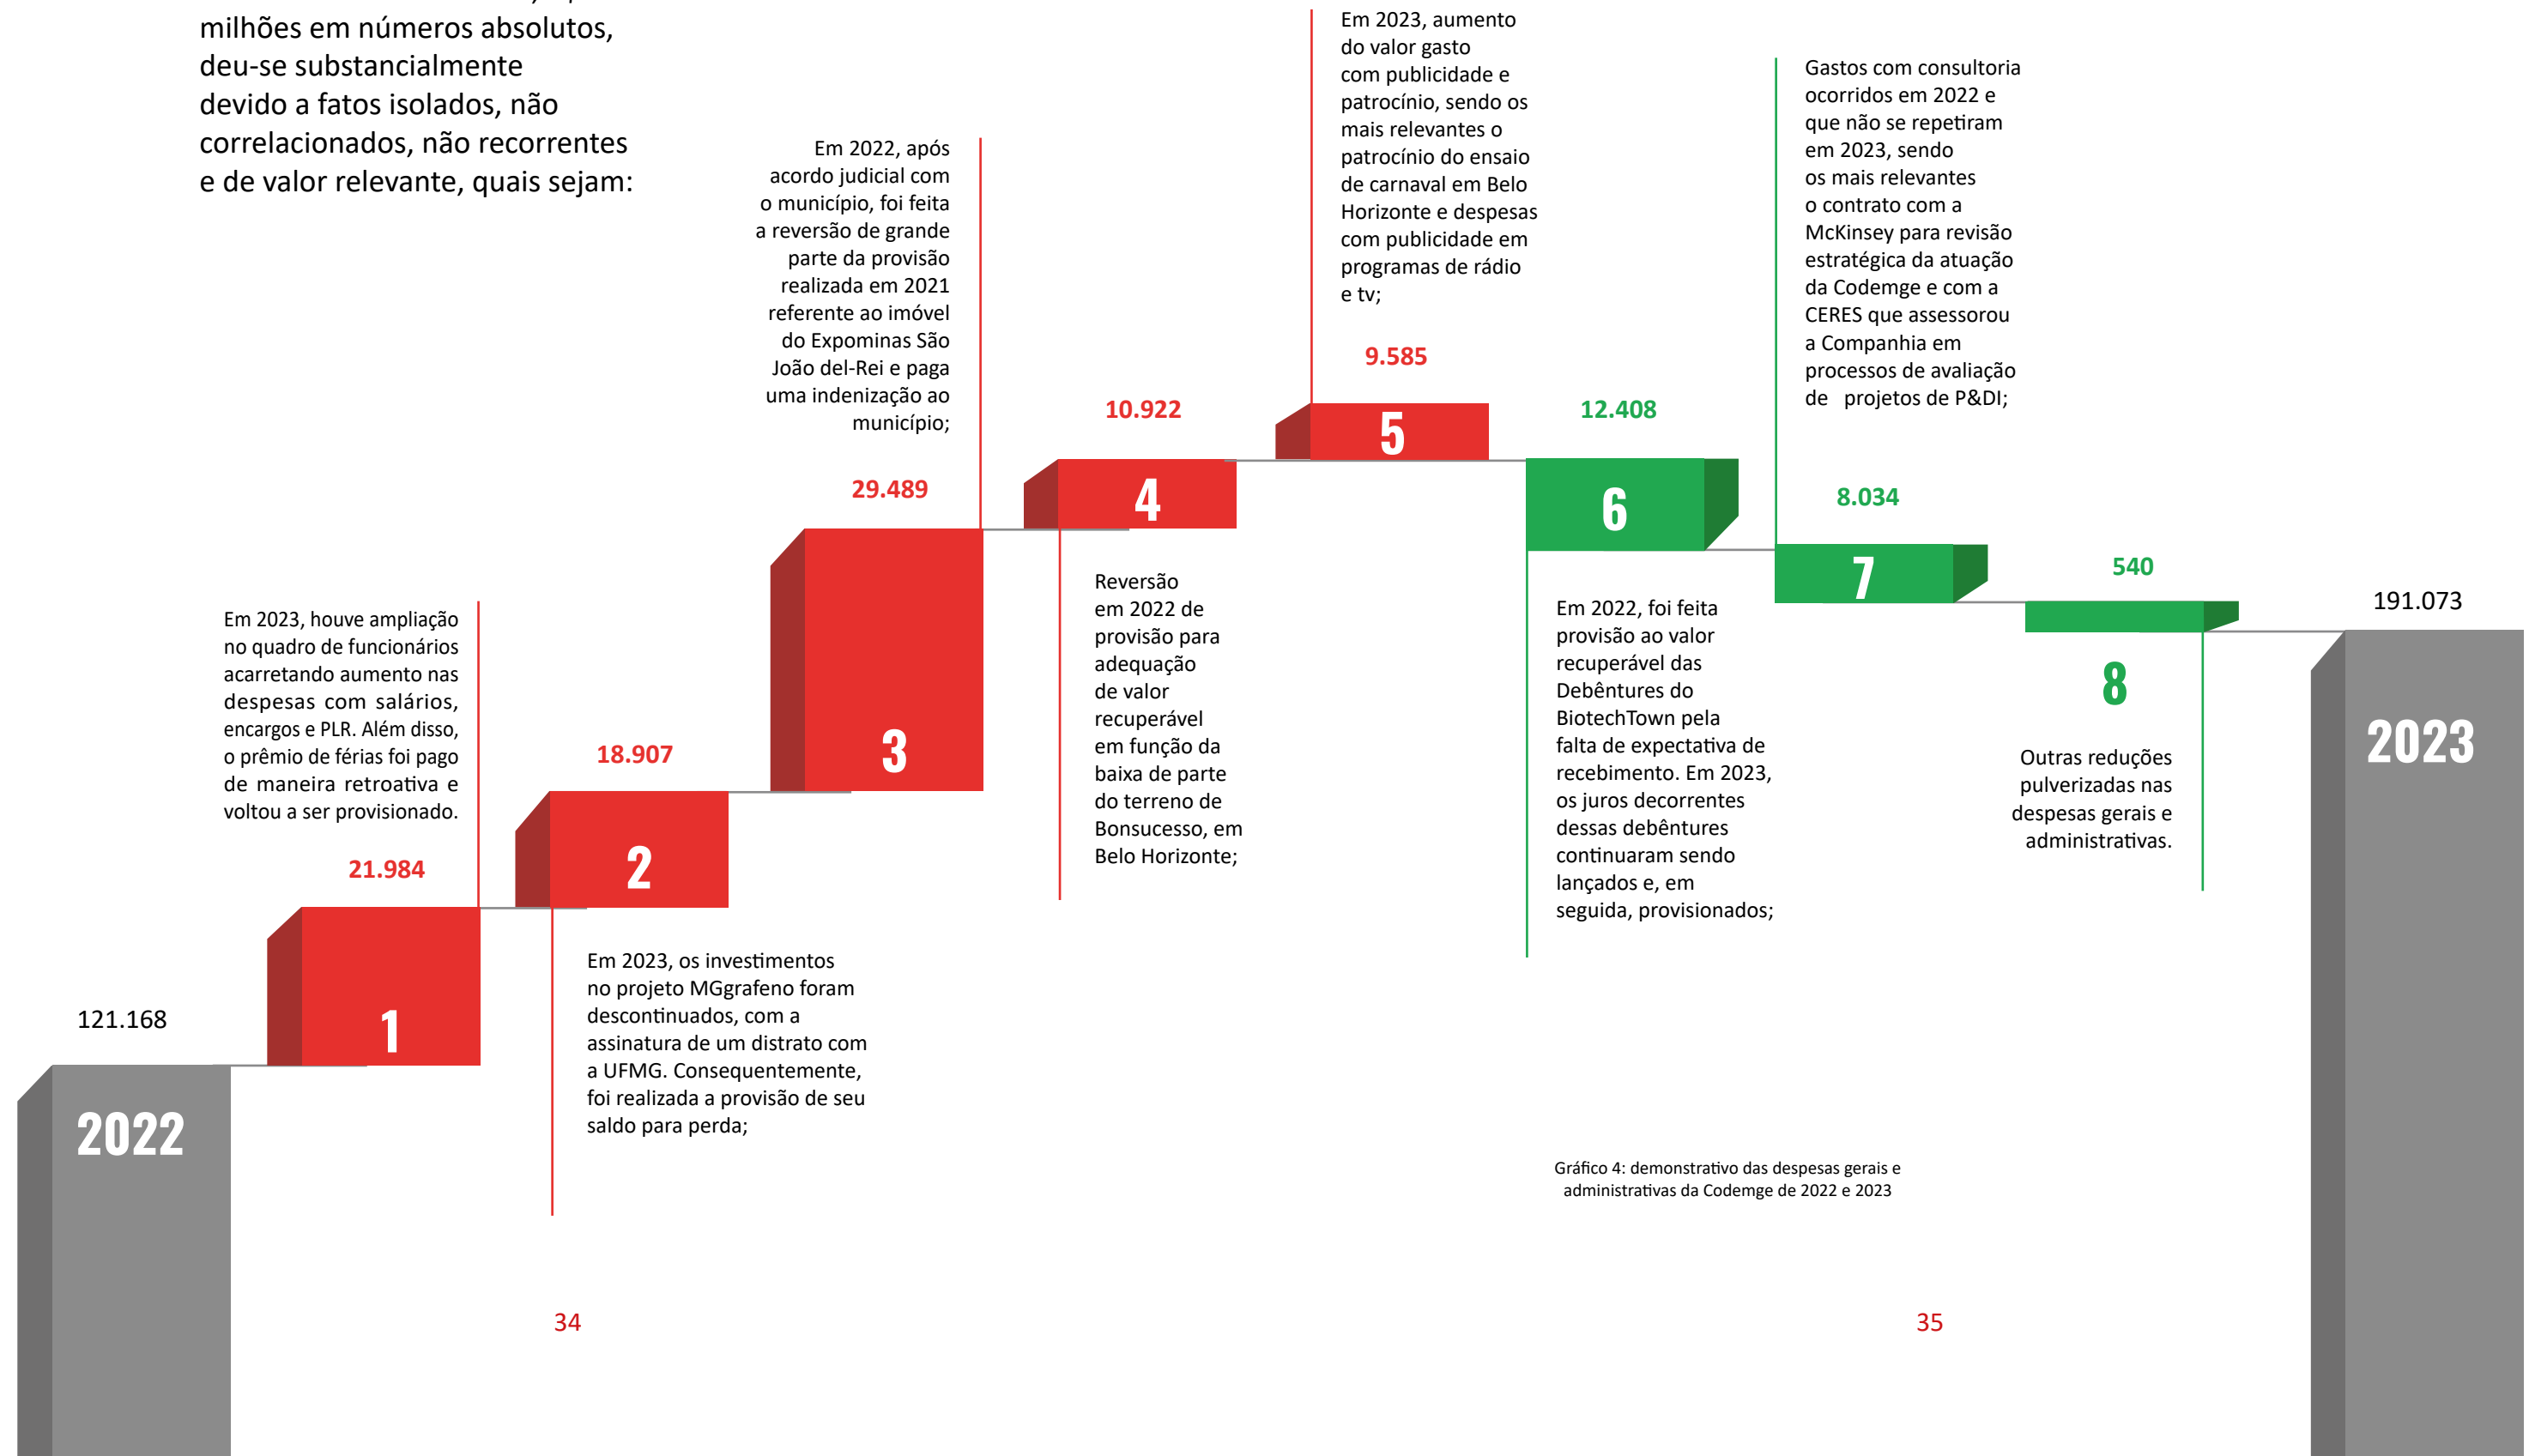 milhões em números absolutos,
deu-se substancialmente
devido a fatos isolados, não
correlacionados, não recorrentes
e de valor relevante, quais sejam:
121.168
2022
Em 2023, houve ampliação
no quadro de funcionários
acarretando aumento nas
despesas com salários,
encargos e PLR. Além disso,
o prêmio de férias foi pago
de maneira retroativa e
voltou a ser provisionado.
21.984
1
18.907
2
Em 2023, os investimentos
no projeto MGgrafeno foram
descontinuados, com a
assinatura de um distrato com
a UFMG. Consequentemente,
foi realizada a provisão de seu
saldo para perda;
Em 2022, após
acordo judicial com
o município, foi feita
a reversão de grande
parte da provisão
realizada em 2021
referente ao imóvel
do Expominas São
João del-Rei e paga
uma indenização ao
município;
29.489
3
10.922
4
Reversão
em 2022 de
provisão para
adequação
de valor
recuperável
em função da
baixa de parte
do terreno de
Bonsucesso, em
Belo Horizonte;
Em 2023, aumento
do valor gasto
com publicidade e
patrocínio, sendo os
mais relevantes o
patrocínio do ensaio
de carnaval em Belo
Horizonte e despesas
com publicidade em
programas de rádio
e tv;
9.585
5
12.408
6
Em 2022, foi feita
provisão ao valor
recuperável das
Debêntures do
BiotechTown pela
falta de expectativa de
recebimento. Em 2023,
os juros decorrentes
dessas debêntures
continuaram sendo
lançados e, em
seguida, provisionados;
Gastos com consultoria
ocorridos em 2022 e
que não se repetiram
em 2023, sendo
os mais relevantes
o contrato com a
McKinsey para revisão
estratégica da atuação
da Codemge e com a
CERES que assessorou
a Companhia em
processos de avaliação
de projetos de P&DI;
8.034
7
540
8
Outras reduções
pulverizadas nas
despesas gerais e
administrativas.
191.073
2023
Gráfico 4: demonstrativo das despesas gerais e
administrativas da Codemge de 2022 e 2023
34
35